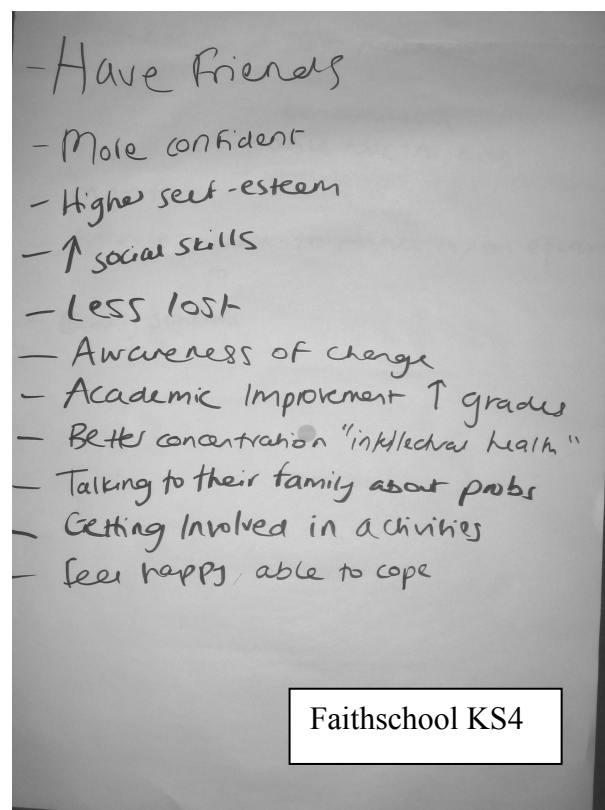 - Have friends
- More confident
- Higher self-esteem
- ↑ social skills
- Less lost
- Awareness of change
- Academic Improvement ↑ grades
- Better concentration "intellectual health"
- Talking to their family about probs
- Getting Involved in activities
- feel happy, able to cope
Faithschool KS4